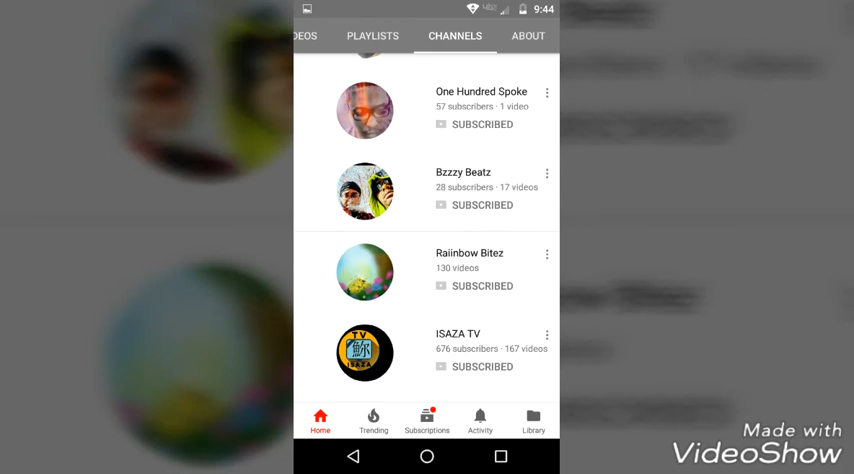 9:44
DEOS PLAYLISTS CHANNELS ABOUT
One Hundred Spoke
57 subscribers · 1 video
SUBSCRIBED
Bzzzy Beatz
28 subscribers · 17 videos
SUBSCRIBED
Raiinbow Bitez
130 videos
SUBSCRIBED
ISAZA TV
676 subscribers · 167 videos
SUBSCRIBED
TV
ISAZA
Home Trending Subscriptions Activity Library
Made with
VideoShow